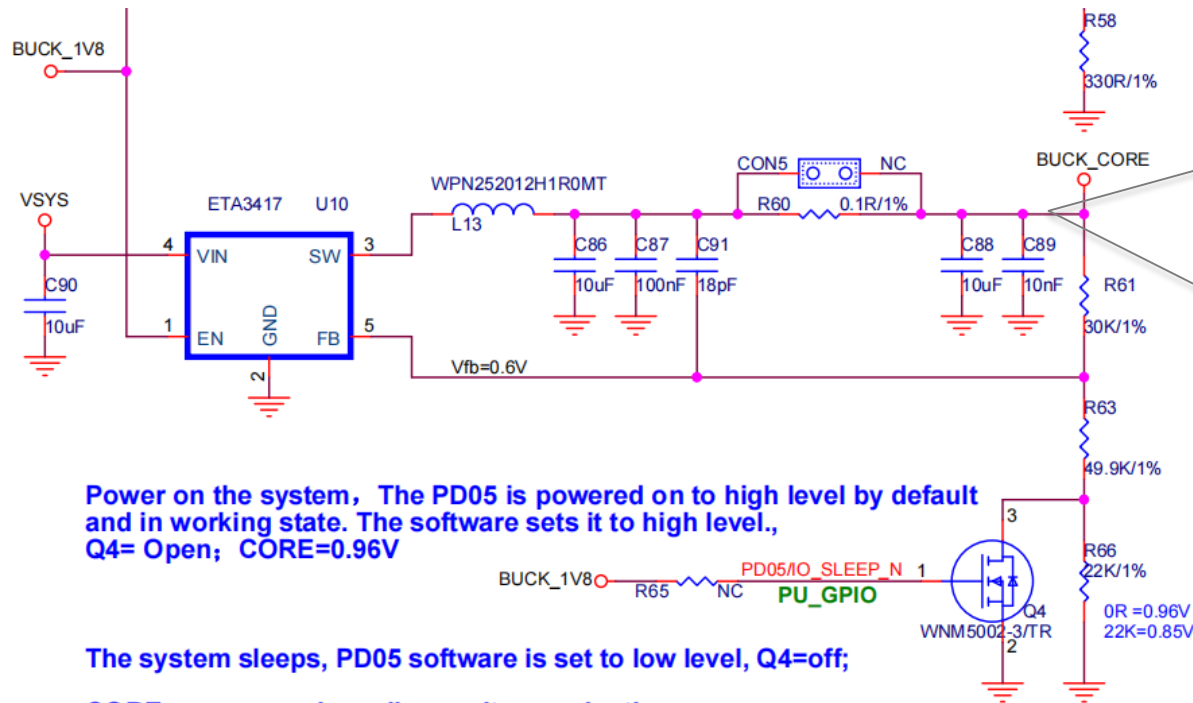 R58
330R/1%
BUCK_1V8
VSYS
C90
10uF
ETA3417 U10
4 VIN
SW 3
1 EN
GND
FB 5
2
WPN252012H1R0MT
L13
C86
10uF
C87
100nF
C91
18pF
CON5 NC
R60 0.1R/1%
BUCK_CORE
C88
10uF
C89
10nF
R61
30K/1%
Vfb=0.6V
R63
49.9K/1%
Power on the system，The PD05 is powered on to high level by default
and in working state. The software sets it to high level.,
Q4= Open；CORE=0.96V
BUCK_1V8
R65 NC
PD05/IO_SLEEP_N
PU_GPIO
1
3
2
Q4
WNM5002-3/TR
R66
22K/1%
0R =0.96V
22K=0.85V
The system sleeps, PD05 software is set to low level, Q4=off;